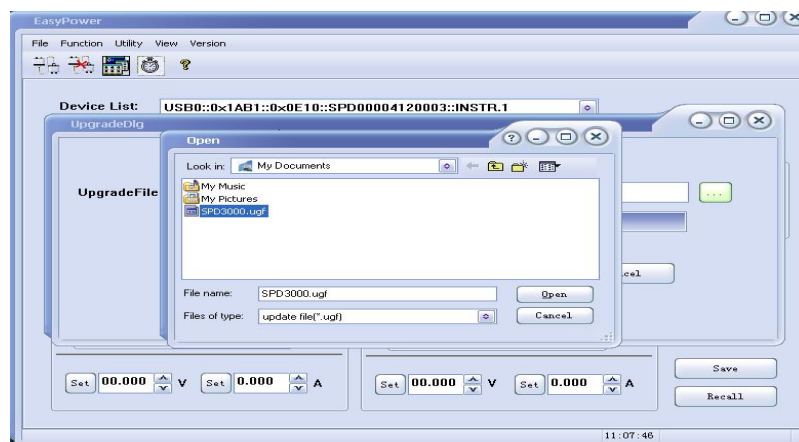 EasyPower
File Function Utility View Version
?
Device List: USB0::0x1AB1::0x0E10::SPD00004120003::INSTR.1
UpgradeDlg
Open
?
Look in: My Documents
My Music
My Pictures
SPD3000.ugf
UpgradeFile
...
File name: SPD3000.ugf Open
Files of type: update file(*.ugf) Cancel
cel
Set 00.000 V Set 0.000 A Set 00.000 V Set 0.000 A
Save
Recall
11:07:46